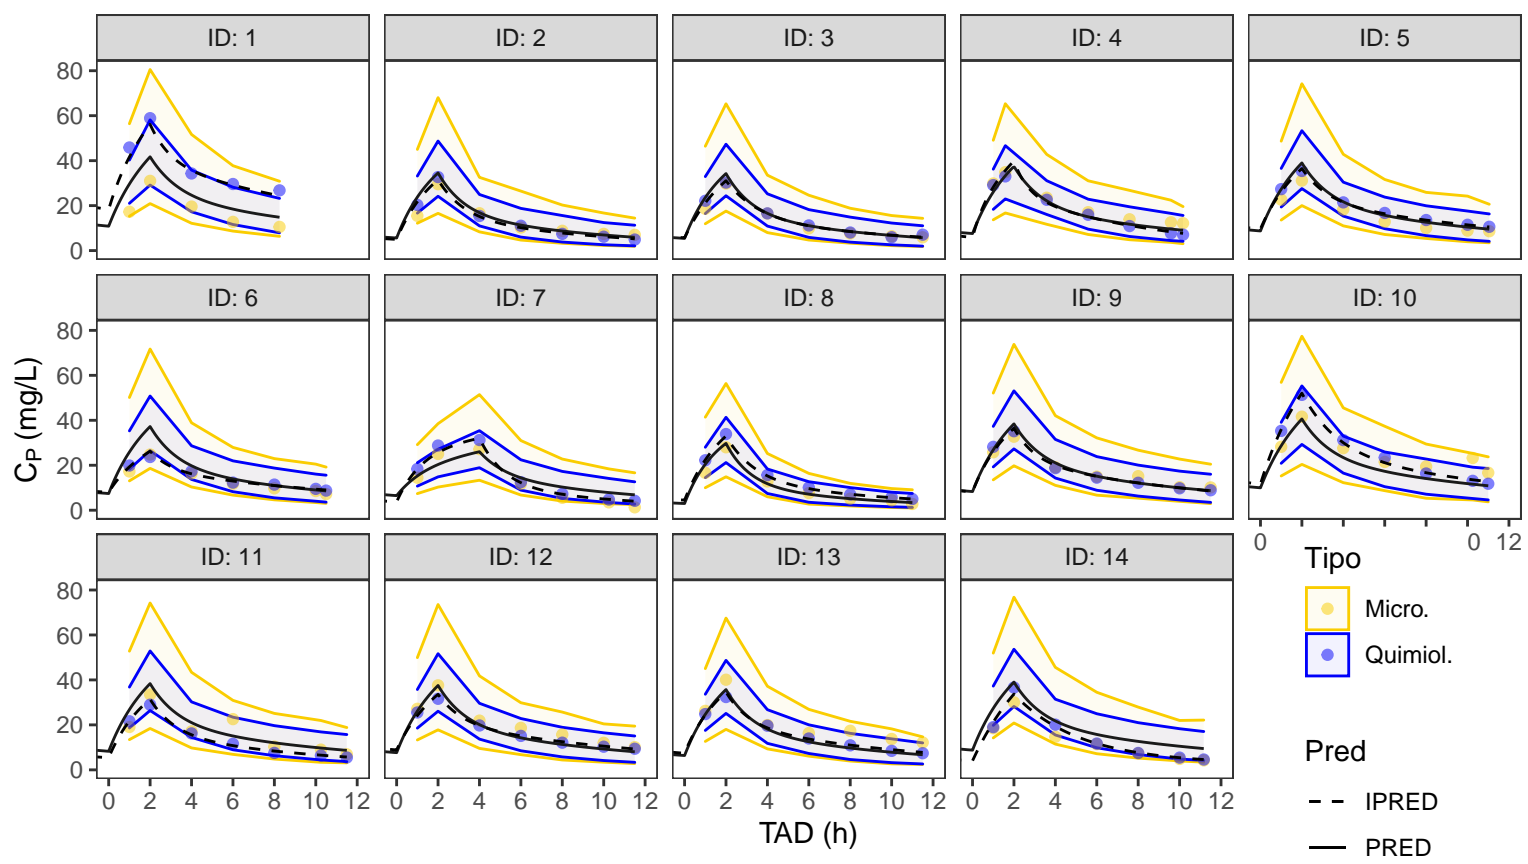 ID: 1 ID: 2 ID: 3 ID: 4 ID: 5
80
60
40
20
0
ID: 6 ID: 7 ID: 8 ID: 9 ID: 10
80
60
40
20
0
0 0 12
CP (mg/L)
ID: 11 ID: 12 ID: 13 ID: 14
80
60
40
20
0
0 2 4 6 8 10 12 0 2 4 6 8 10 12 0 2 4 6 8 10 12 0 2 4 6 8 10 12
TAD (h)
Tipo
Micro.
Quimiol.
Pred
IPRED
PRED